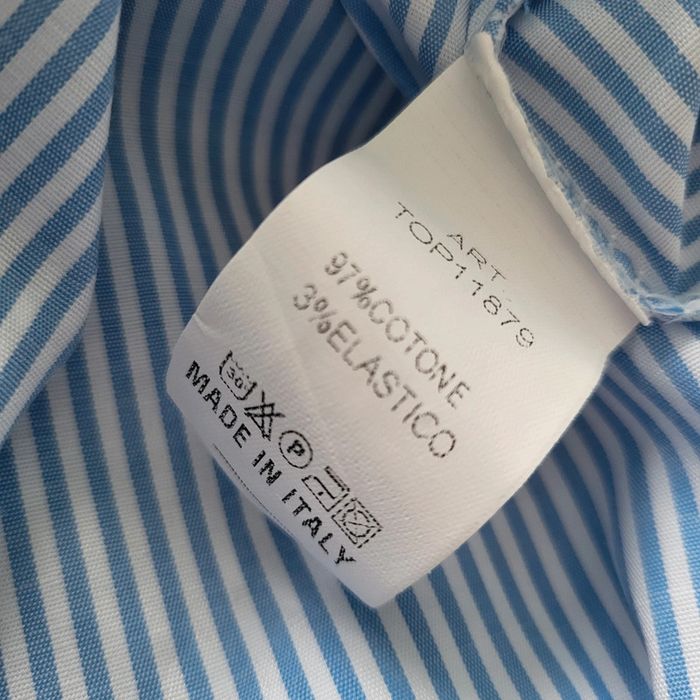 ART.
TOP11879
97%COTONE
3%ELASTICO
30 P
MADE IN ITALY